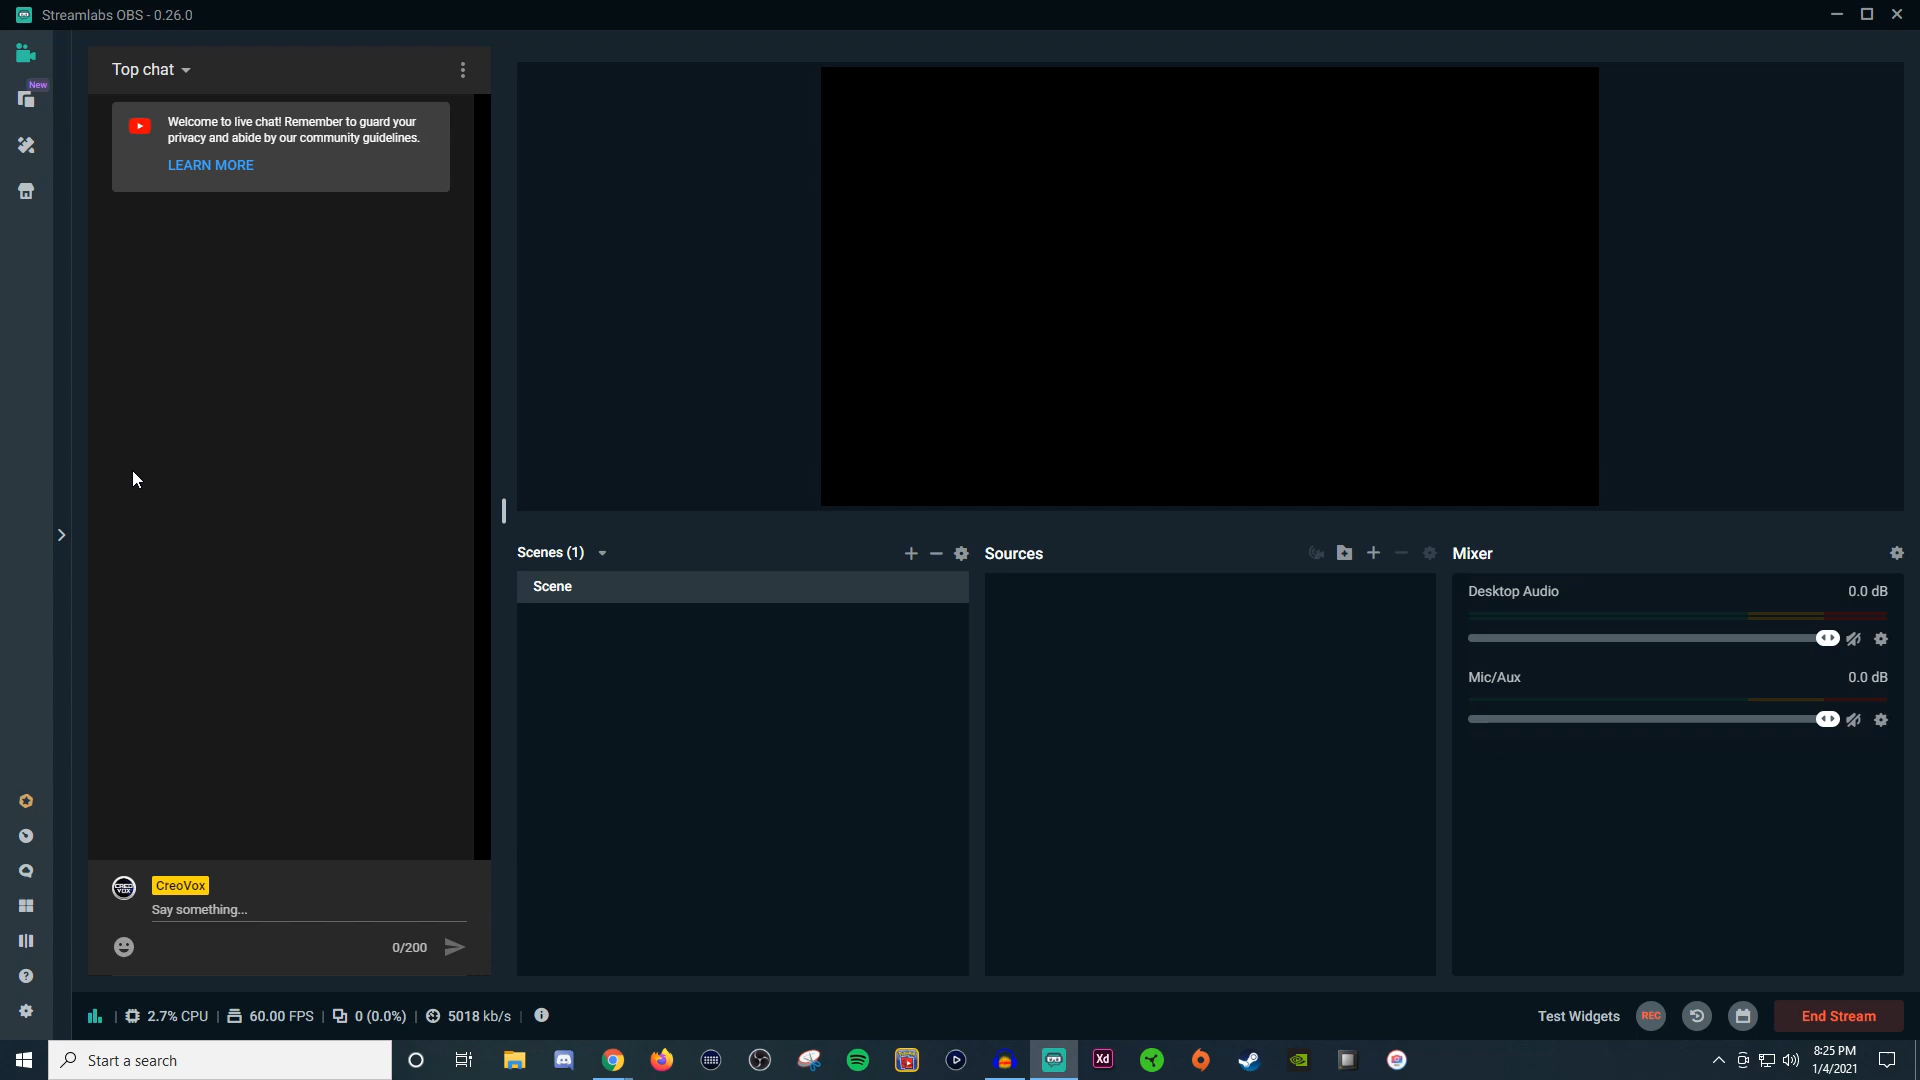 Streamlabs OBS - 0.26.0
New
Top chat
Welcome to live chat! Remember to guard your
privacy and abide by our community guidelines.
LEARN MORE
Scenes (1)
Scene
Sources
Mixer
Desktop Audio
0.0 dB
Mic/Aux
0.0 dB
CREO
VOX
CreoVox
Say something...
0/200
2.7% CPU
60.00 FPS
0 (0.0%)
5018 kb/s
Test Widgets
REC
End Stream
Start a search
Xd
8:25 PM
1/4/2021